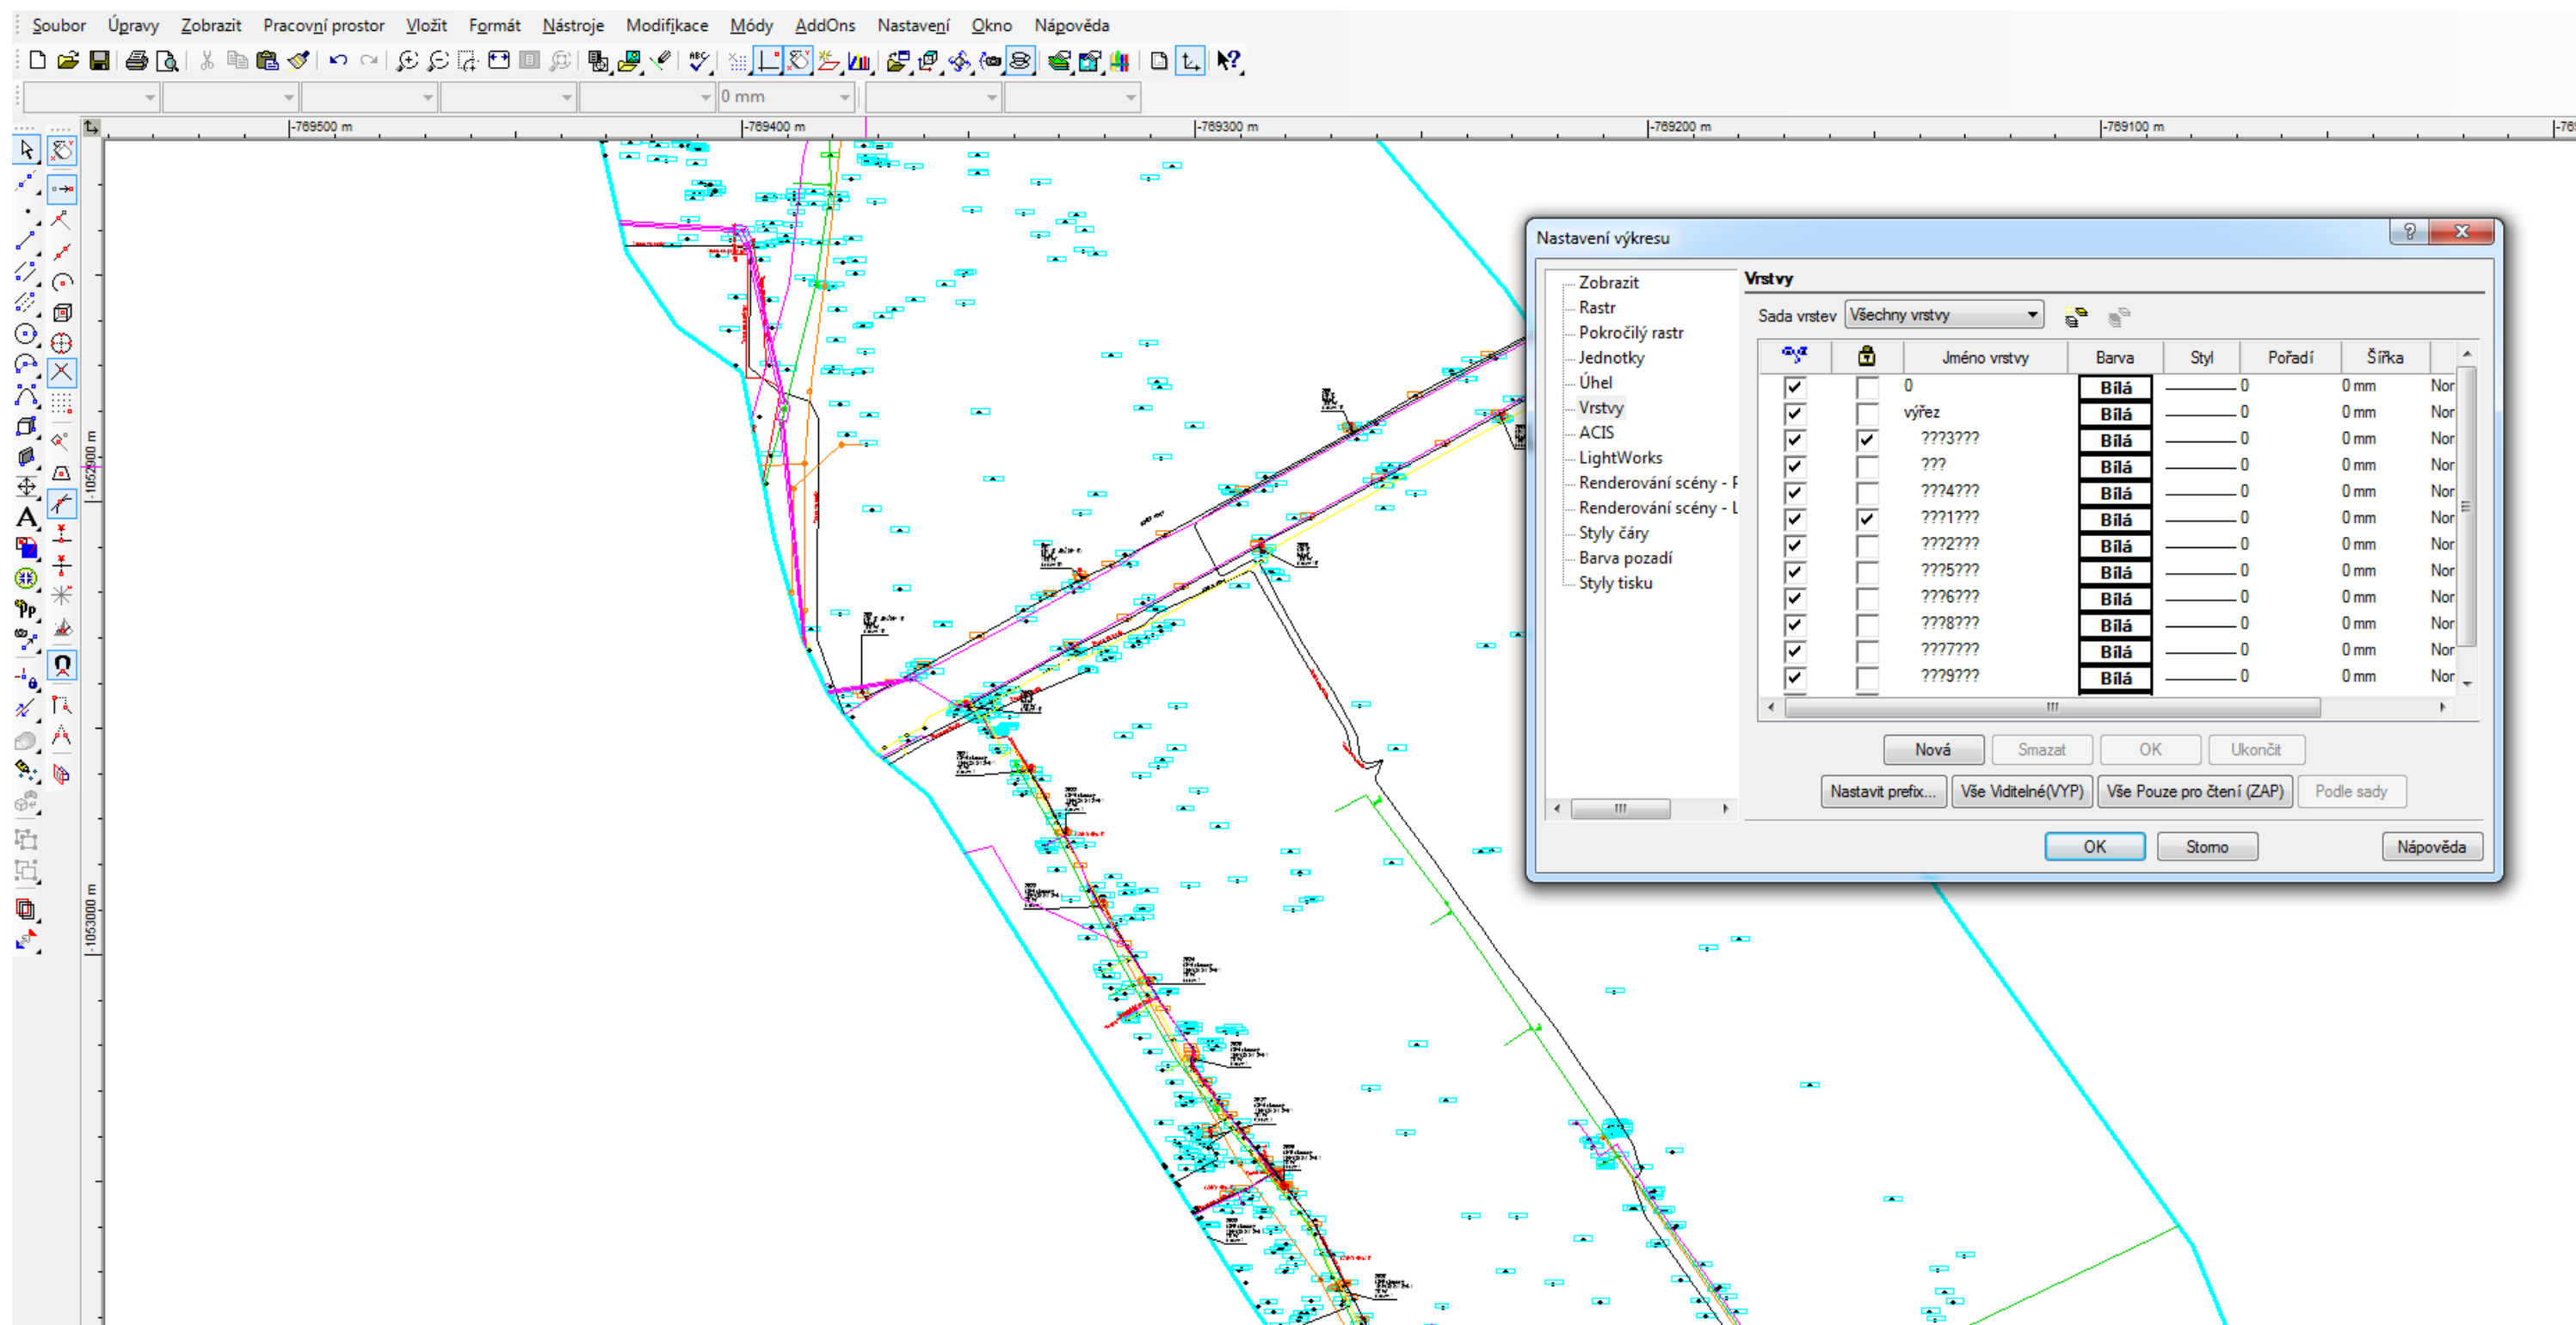 Soubor Úpravy Zobrazit Pracovní prostor Vložit Formát Nástroje Modifikace Módy AddOns Nastavení Okno Nápověda
ABC
0 mm
-769500 m -769400 m -769300 m -769200 m -769100 m
-1052900 m
-1053000 m
A
Pp
Nastavení výkresu
Zobrazit
Rastr
Pokročilý rastr
Jednotky
Úhel
Vrstvy
ACIS
LightWorks
Renderování scény - F
Renderování scény - L
Styly čáry
Barva pozadí
Styly tisku
Vrstvy
Sada vrstev Všechny vrstvy
Jméno vrstvy Barva Styl Pořadí Šířka
0 Bílá 0 0 mm Nor
výřez Bílá 0 0 mm Nor
???3??? Bílá 0 0 mm Nor
??? Bílá 0 0 mm Nor
???4??? Bílá 0 0 mm Nor
???1??? Bílá 0 0 mm Nor
???2??? Bílá 0 0 mm Nor
???5??? Bílá 0 0 mm Nor
???6??? Bílá 0 0 mm Nor
???8??? Bílá 0 0 mm Nor
???7??? Bílá 0 0 mm Nor
???9??? Bílá 0 0 mm Nor
Nová Smazat OK Ukončit
Nastavit prefix... Vše Viditelné(VYP) Vše Pouze pro čtení (ZAP) Podle sady
OK Storno Nápověda